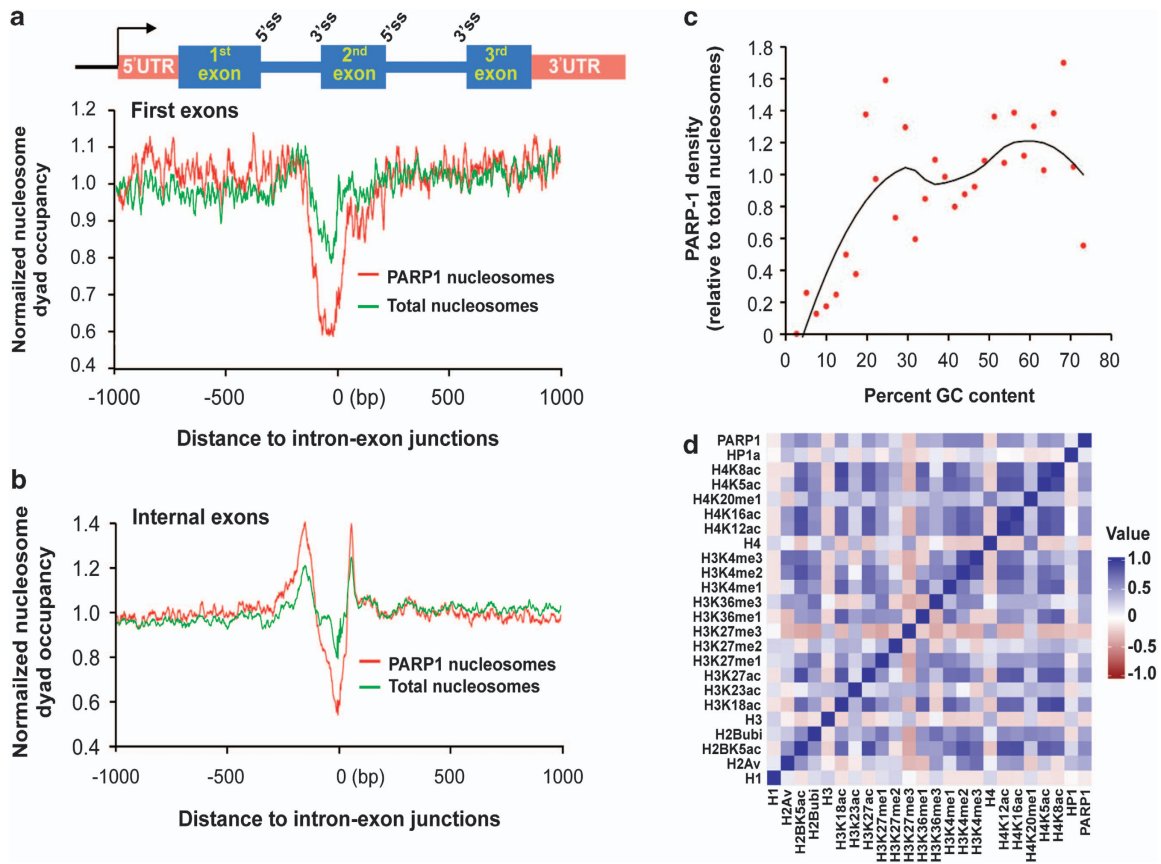 a
5'ss
3'ss
5'ss
3'ss
5'UTR
1st
exon
2nd
exon
3rd
exon
3'UTR
First exons
Normailzed nucleosome
dyad occupancy
1.2
1.1
1.0
0.9
0.8
0.7
0.6
0.4
PARP1 nucleosomes
Total nucleosomes
-1000
-500
0 (bp)
500
1000
Distance to intron-exon junctions
b
Internal exons
Normailzed nucleosome
dyad occupancy
1.4
1.2
1.0
0.8
0.6
0.4
PARP1 nucleosomes
Total nucleosomes
-1000
-500
0 (bp)
500
1000
Distance to intron-exon junctions
c
PARP-1 density
(relative to total nucleosomes)
1.8
1.6
1.4
1.2
1.0
0.8
0.6
0.4
0.2
0
0
10
20
30
40
50
60
70
80
Percent GC content
d
PARP1
HP1a
H4K8ac
H4K5ac
H4K20me1
H4K16ac
H4K12ac
H4
H3K4me3
H3K4me2
H3K4me1
H3K36me3
H3K36me1
H3K27me3
H3K27me2
H3K27me1
H3K27ac
H3K23ac
H3K18ac
H3
H2Bubi
H2BK5ac
H2Av
H1
H1
H2Av
H2BK5ac
H2Bubi
H3
H3K18ac
H3k23ac
H3K27ac
H3K27me1
H3K27me2
H3K27me3
H3K36me1
H3K36me3
H3K4me1
H3K4me2
H3K4me3
H4
H4K12ac
H4K16ac
H4K20me1
H4K5ac
H4K8ac
HP1
PARP1
Value
1.0
0.5
0
-0.5
-1.0